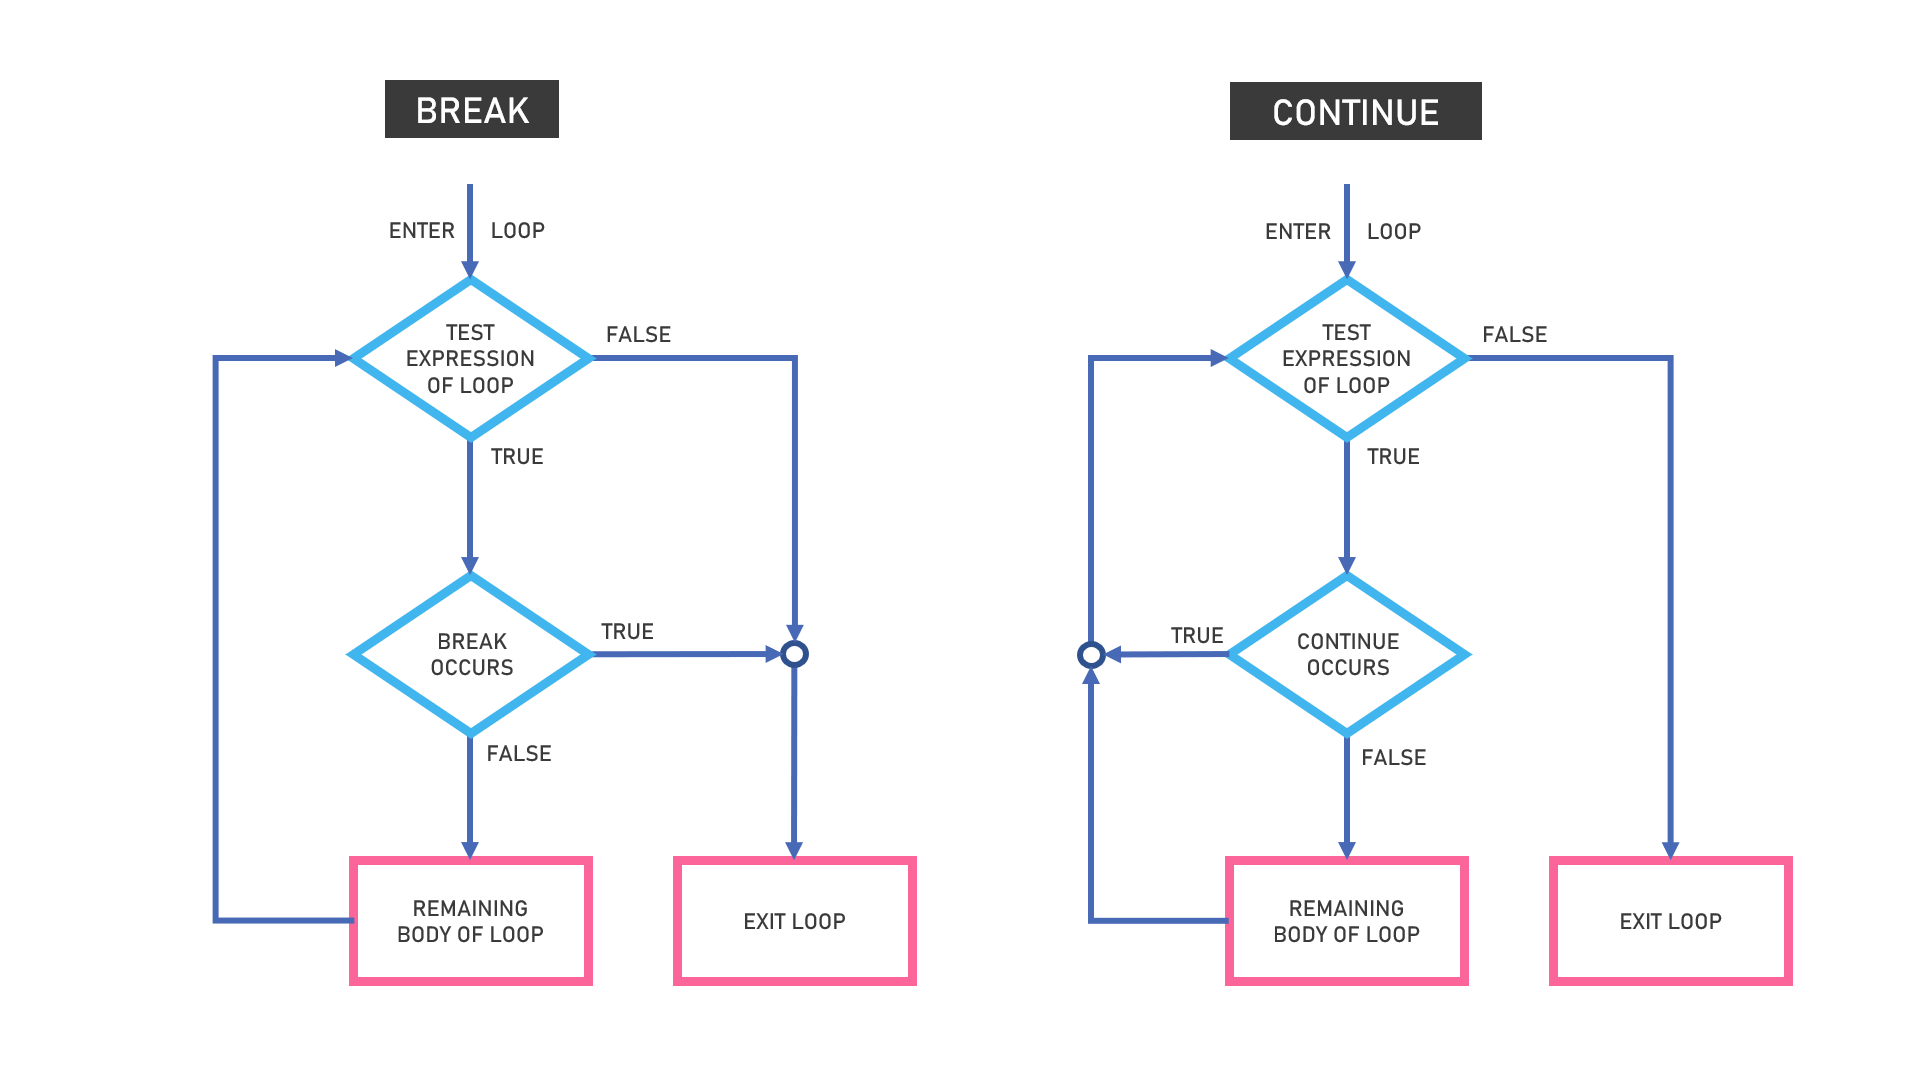 BREAK
ENTER LOOP
TEST
EXPRESSION
OF LOOP
FALSE
TRUE
BREAK
OCCURS
TRUE
FALSE
REMAINING
BODY OF LOOP
EXIT LOOP
CONTINUE
ENTER LOOP
TEST
EXPRESSION
OF LOOP
FALSE
TRUE
TRUE
CONTINUE
OCCURS
FALSE
REMAINING
BODY OF LOOP
EXIT LOOP